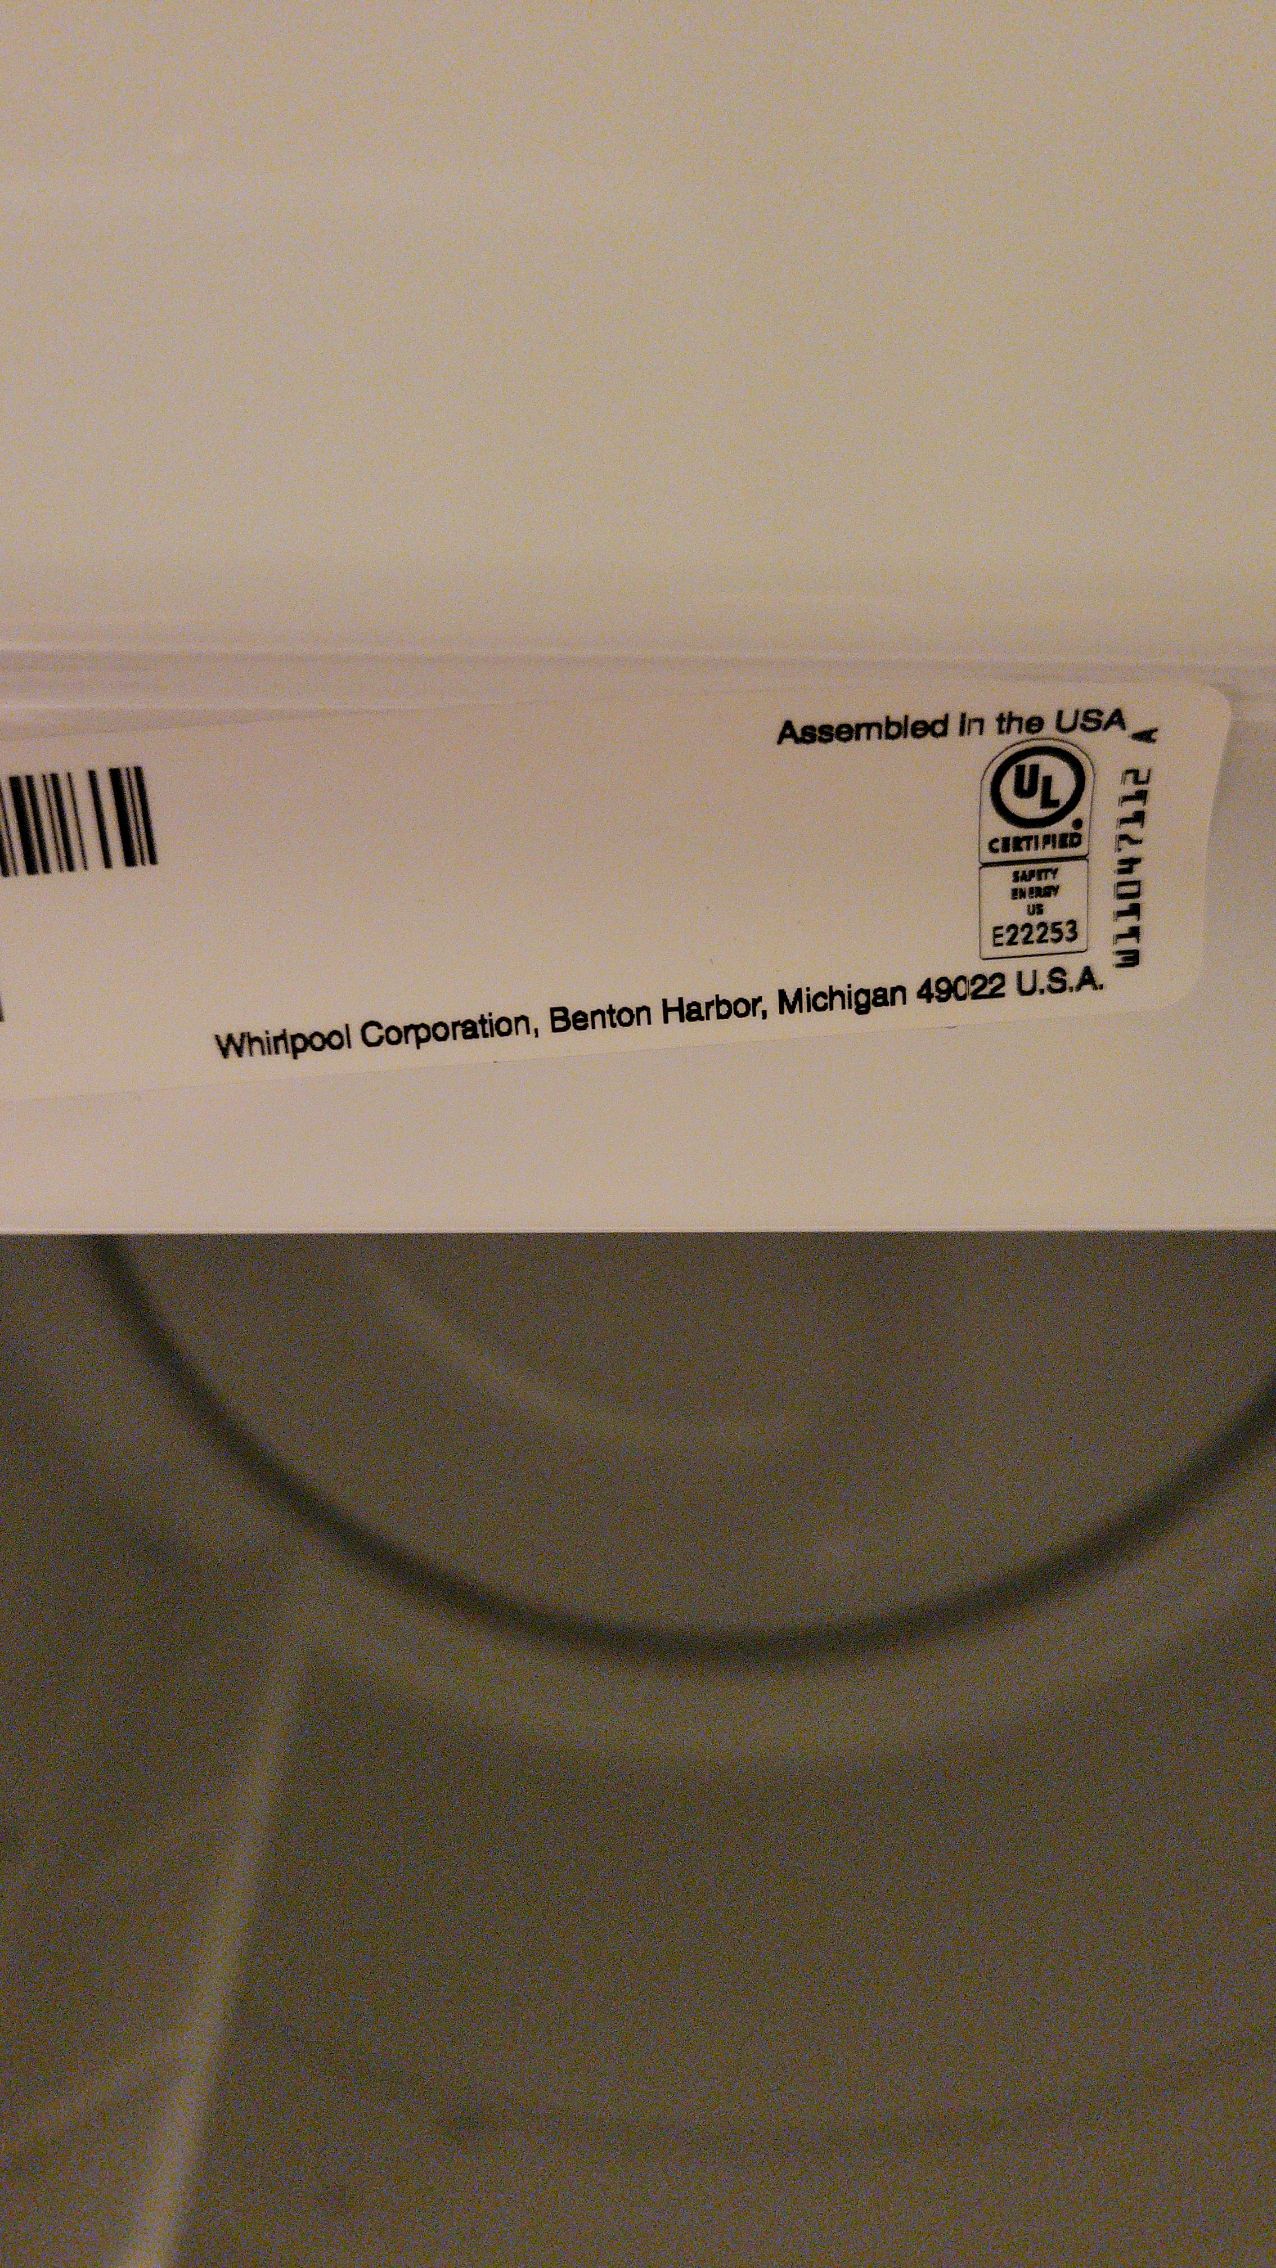 Assembled in the USA
UL
CERTIFIED
SAFETY
ENERGY
US
E22253
W11047112 A
Whirlpool Corporation, Benton Harbor, Michigan 49022 U.S.A.